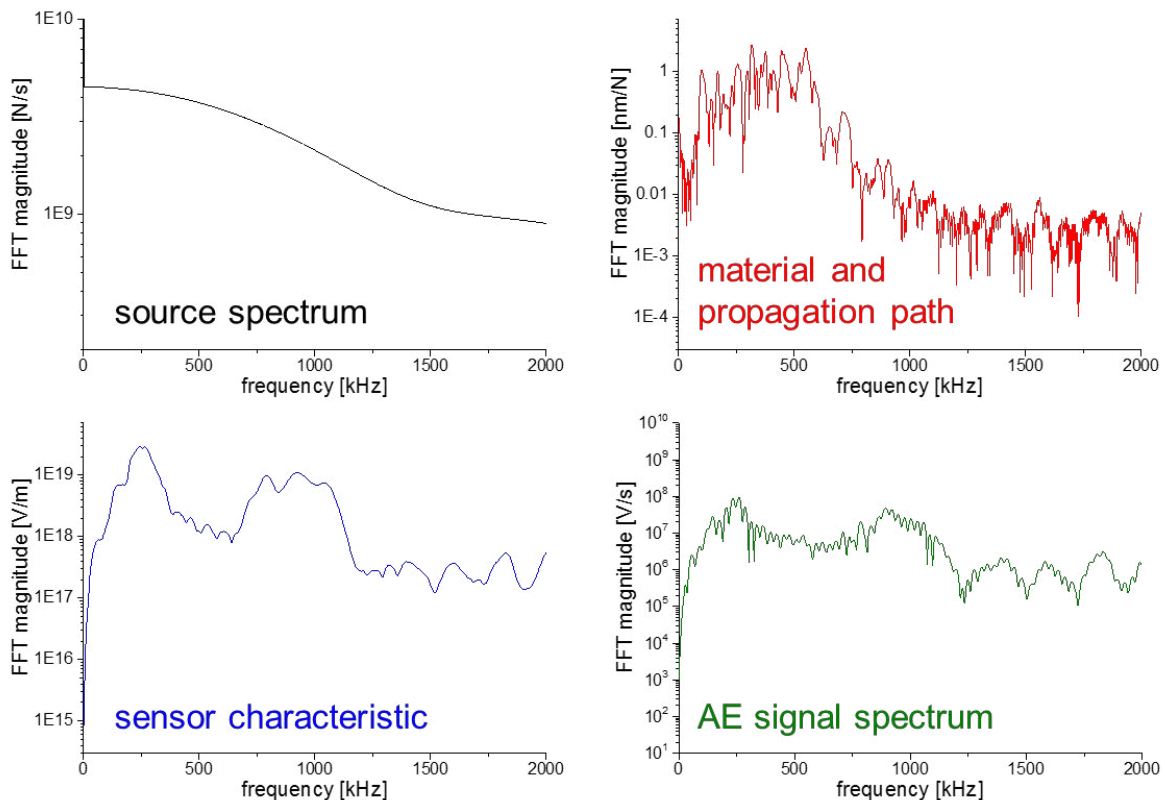 1E10
1E9
FFT magnitude [N/s]
source spectrum
0 500 1000 1500 2000
frequency [kHz]
1
0.1
0.01
1E-3
1E-4
FFT magnitude [nm/N]
material and
propagation path
0 500 1000 1500 2000
frequency [kHz]
1E19
1E18
1E17
1E16
1E15
FFT magnitude [V/m]
sensor characteristic
0 500 1000 1500 2000
frequency [kHz]
10¹⁰
10⁹
10⁸
10⁷
10⁶
10⁵
10⁴
10³
10²
10¹
FFT magnitude [V/s]
AE signal spectrum
0 500 1000 1500 2000
frequency [kHz]